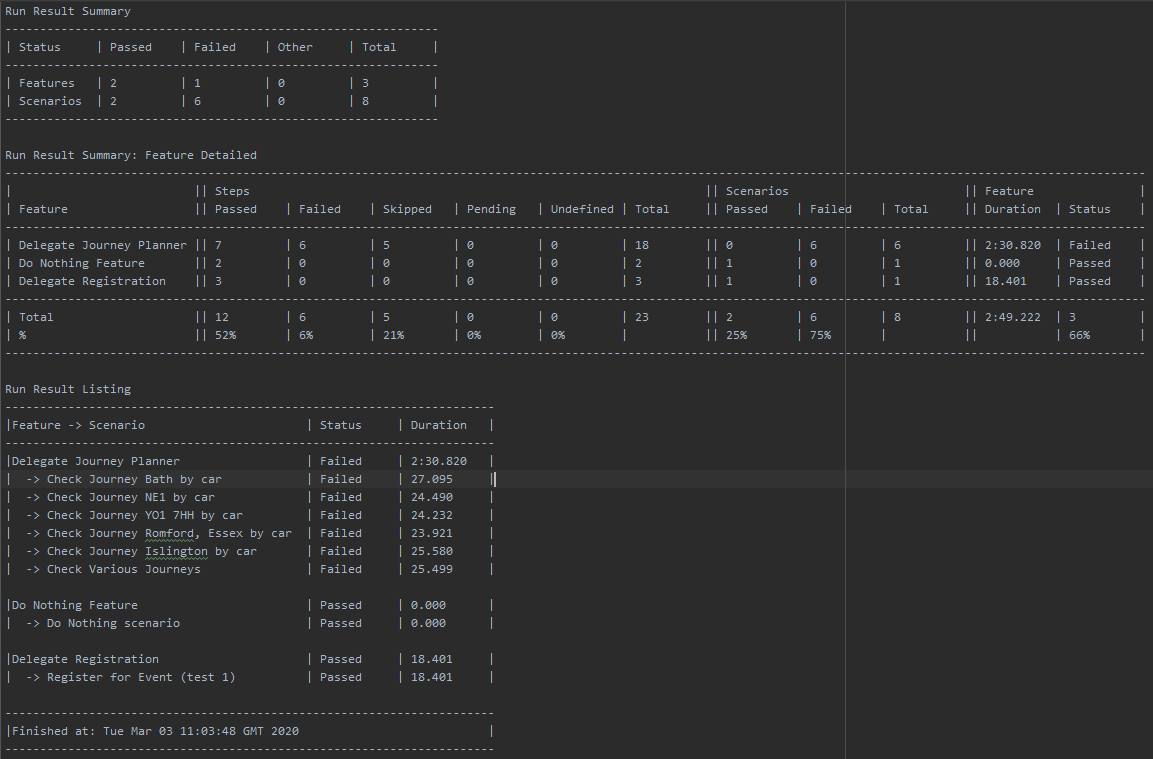 Run Result Summary
---------------------------------------------------------------
| Status     | Passed    | Failed    | Other     | Total     |
---------------------------------------------------------------
| Features   | 2         | 1         | 0         | 3         |
| Scenarios  | 2         | 6         | 0         | 8         |
---------------------------------------------------------------
Run Result Summary: Feature Detailed
---------------------------------------------------------------
|                          || Steps || Scenarios || Feature |
| Feature                  || Passed | Failed | Skipped | Pending | Undefined | Total || Passed | Failed | Total || Duration | Status |
---------------------------------------------------------------
| Delegate Journey Planner || 7 | 6 | 5 | 0 | 0 | 18 || 0 | 6 | 6 || 2:30.820 | Failed |
| Do Nothing Feature       || 2 | 0 | 0 | 0 | 0 | 2 || 1 | 0 | 1 || 0.000 | Passed |
| Delegate Registration    || 3 | 0 | 0 | 0 | 0 | 3 || 1 | 0 | 1 || 18.401 | Passed |
---------------------------------------------------------------
| Total                    || 12 | 6 | 5 | 0 | 0 | 23 || 2 | 6 | 8 || 2:49.222 | 3 |
| %                        || 52% | 6% | 21% | 0% | 0% | || 25% | 75% | || | 66% |
---------------------------------------------------------------
Run Result Listing
---------------------------------------------------------------
|Feature -> Scenario                        | Status     | Duration   |
---------------------------------------------------------------
|Delegate Journey Planner                   | Failed     | 2:30.820   |
|  -> Check Journey Bath by car             | Failed     | 27.095     |
|  -> Check Journey NE1 by car              | Failed     | 24.490     |
|  -> Check Journey YO1 7HH by car          | Failed     | 24.232     |
|  -> Check Journey Romford, Essex by car   | Failed     | 23.921     |
|  -> Check Journey Islington by car        | Failed     | 25.580     |
|  -> Check Various Journeys                | Failed     | 25.499     |
|Do Nothing Feature                         | Passed     | 0.000      |
|  -> Do Nothing scenario                   | Passed     | 0.000      |
|Delegate Registration                      | Passed     | 18.401     |
|  -> Register for Event (test 1)           | Passed     | 18.401     |
---------------------------------------------------------------
|Finished at: Tue Mar 03 11:03:48 GMT 2020                            |
---------------------------------------------------------------